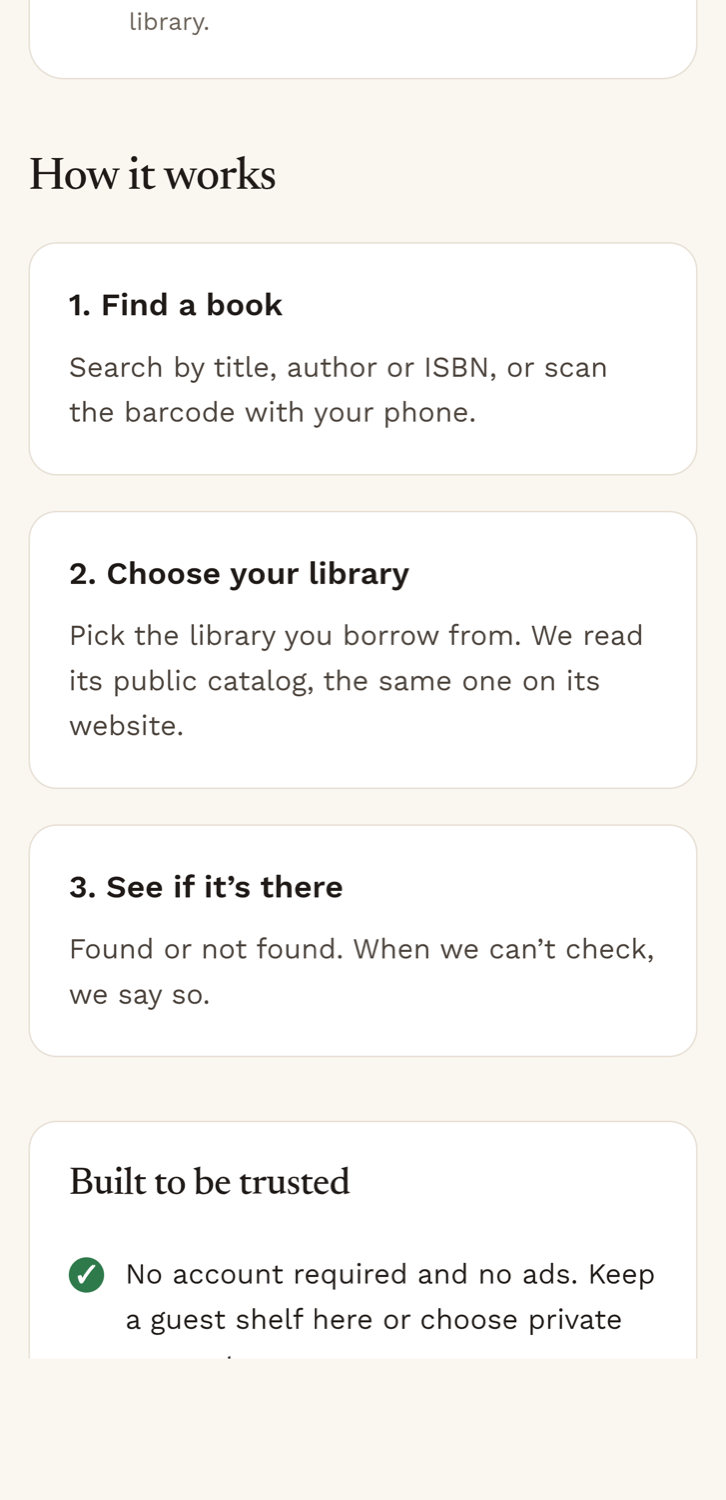 library.
How it works
1. Find a book
Search by title, author or ISBN, or scan
the barcode with your phone.
2. Choose your library
Pick the library you borrow from. We read
its public catalog, the same one on its
website.
3. See if it’s there
Found or not found. When we can’t check,
we say so.
Built to be trusted
No account required and no ads. Keep
a guest shelf here or choose private